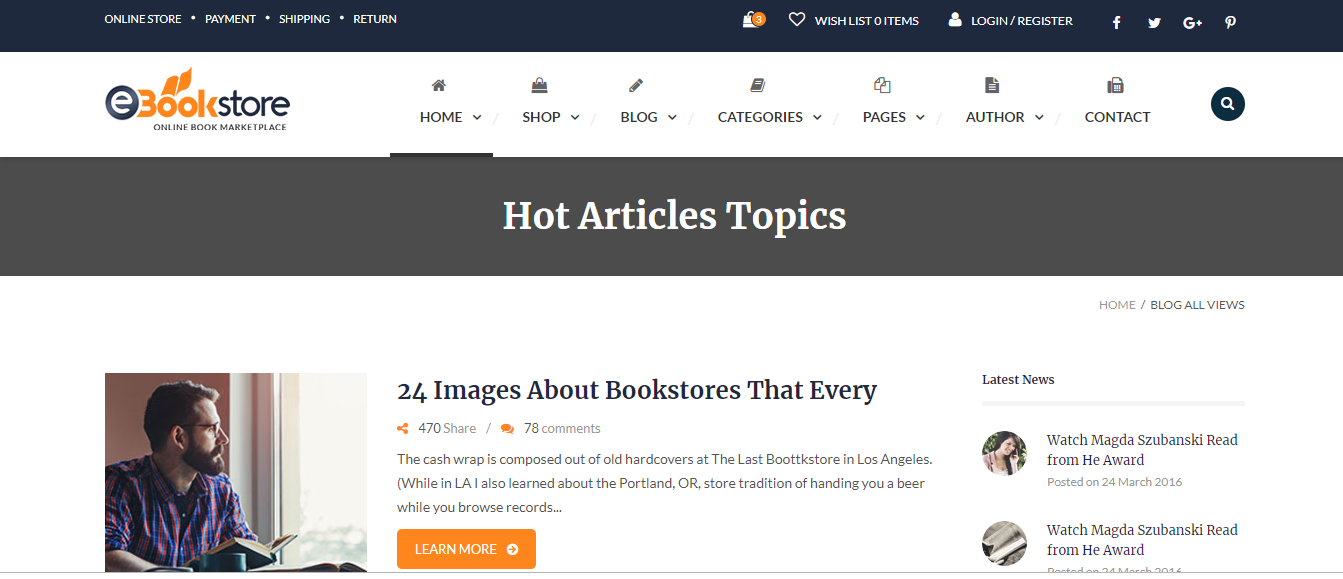 ONLINE STORE • PAYMENT • SHIPPING • RETURN
3 WISH LIST 0 ITEMS LOGIN / REGISTER
eBookstore
ONLINE BOOK MARKETPLACE
HOME / SHOP / BLOG / CATEGORIES / PAGES / AUTHOR / CONTACT
Hot Articles Topics
HOME / BLOG ALL VIEWS
24 Images About Bookstores That Every
470 Share / 78 comments
The cash wrap is composed out of old hardcovers at The Last Boottkstore in Los Angeles.
(While in LA I also learned about the Portland, OR, store tradition of handing you a beer
while you browse records...
LEARN MORE
Latest News
Watch Magda Szubanski Read
from He Award
Posted on 24 March 2016
Watch Magda Szubanski Read
from He Award
Posted on 24 March 2016